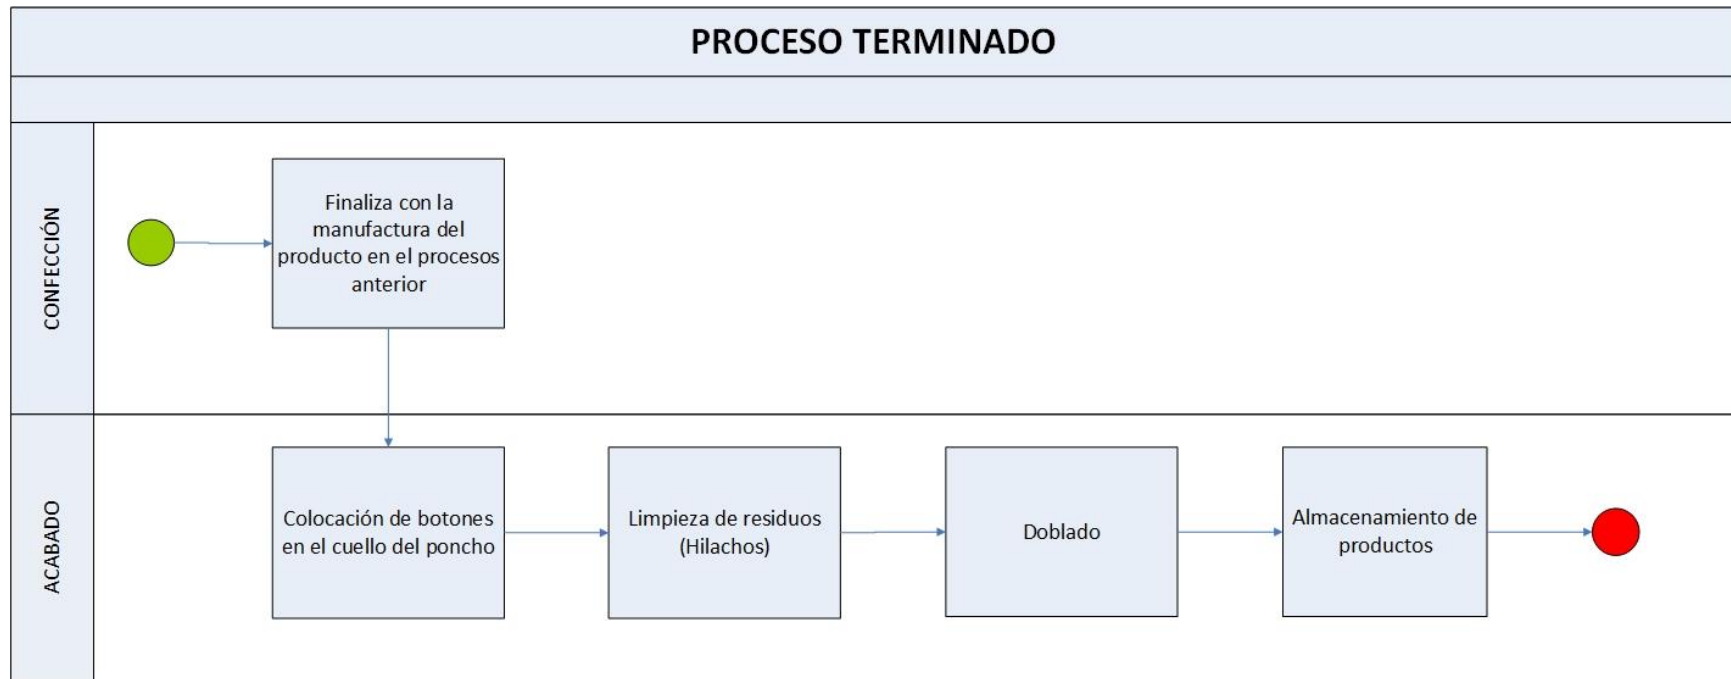 PROCESO TERMINADO
CONFECCIÓN
Finaliza con la
manufactura del
producto en el procesos
anterior
ACABADO
Colocación de botones
en el cuello del poncho
Limpieza de residuos
(Hilachos)
Doblado
Almacenamiento de
productos